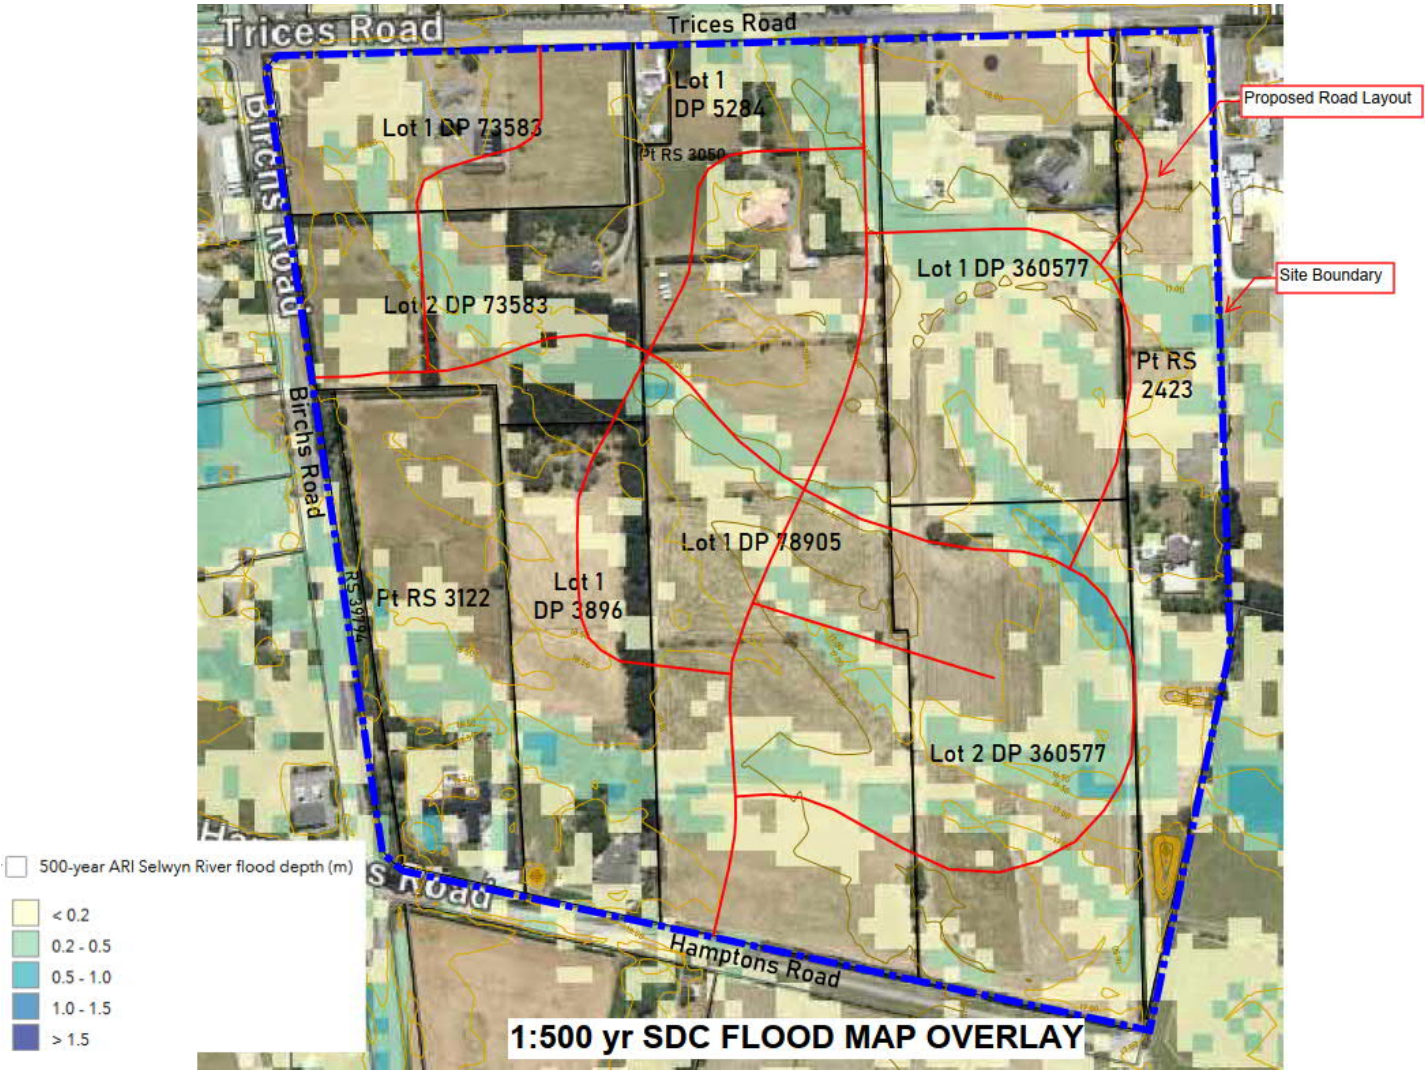 Trices Road
Trices Road
Lot 1
DP 5284
Proposed Road Layout
Birchs Road
Lot 1 DP 73583
Pt RS 3050
Lot 1 DP 360577
Site Boundary
Lot 2 DP 73583
Pt RS
2423
Birchs Road
Lot 1 DP 78905
Lot 1
DP 3896
Pt RS 3122
RS 39794
Lot 2 DP 360577
s Road
Hamptons Road
500-year ARI Selwyn River flood depth (m)
< 0.2
0.2 - 0.5
0.5 - 1.0
1.0 - 1.5
> 1.5
1:500 yr SDC FLOOD MAP OVERLAY